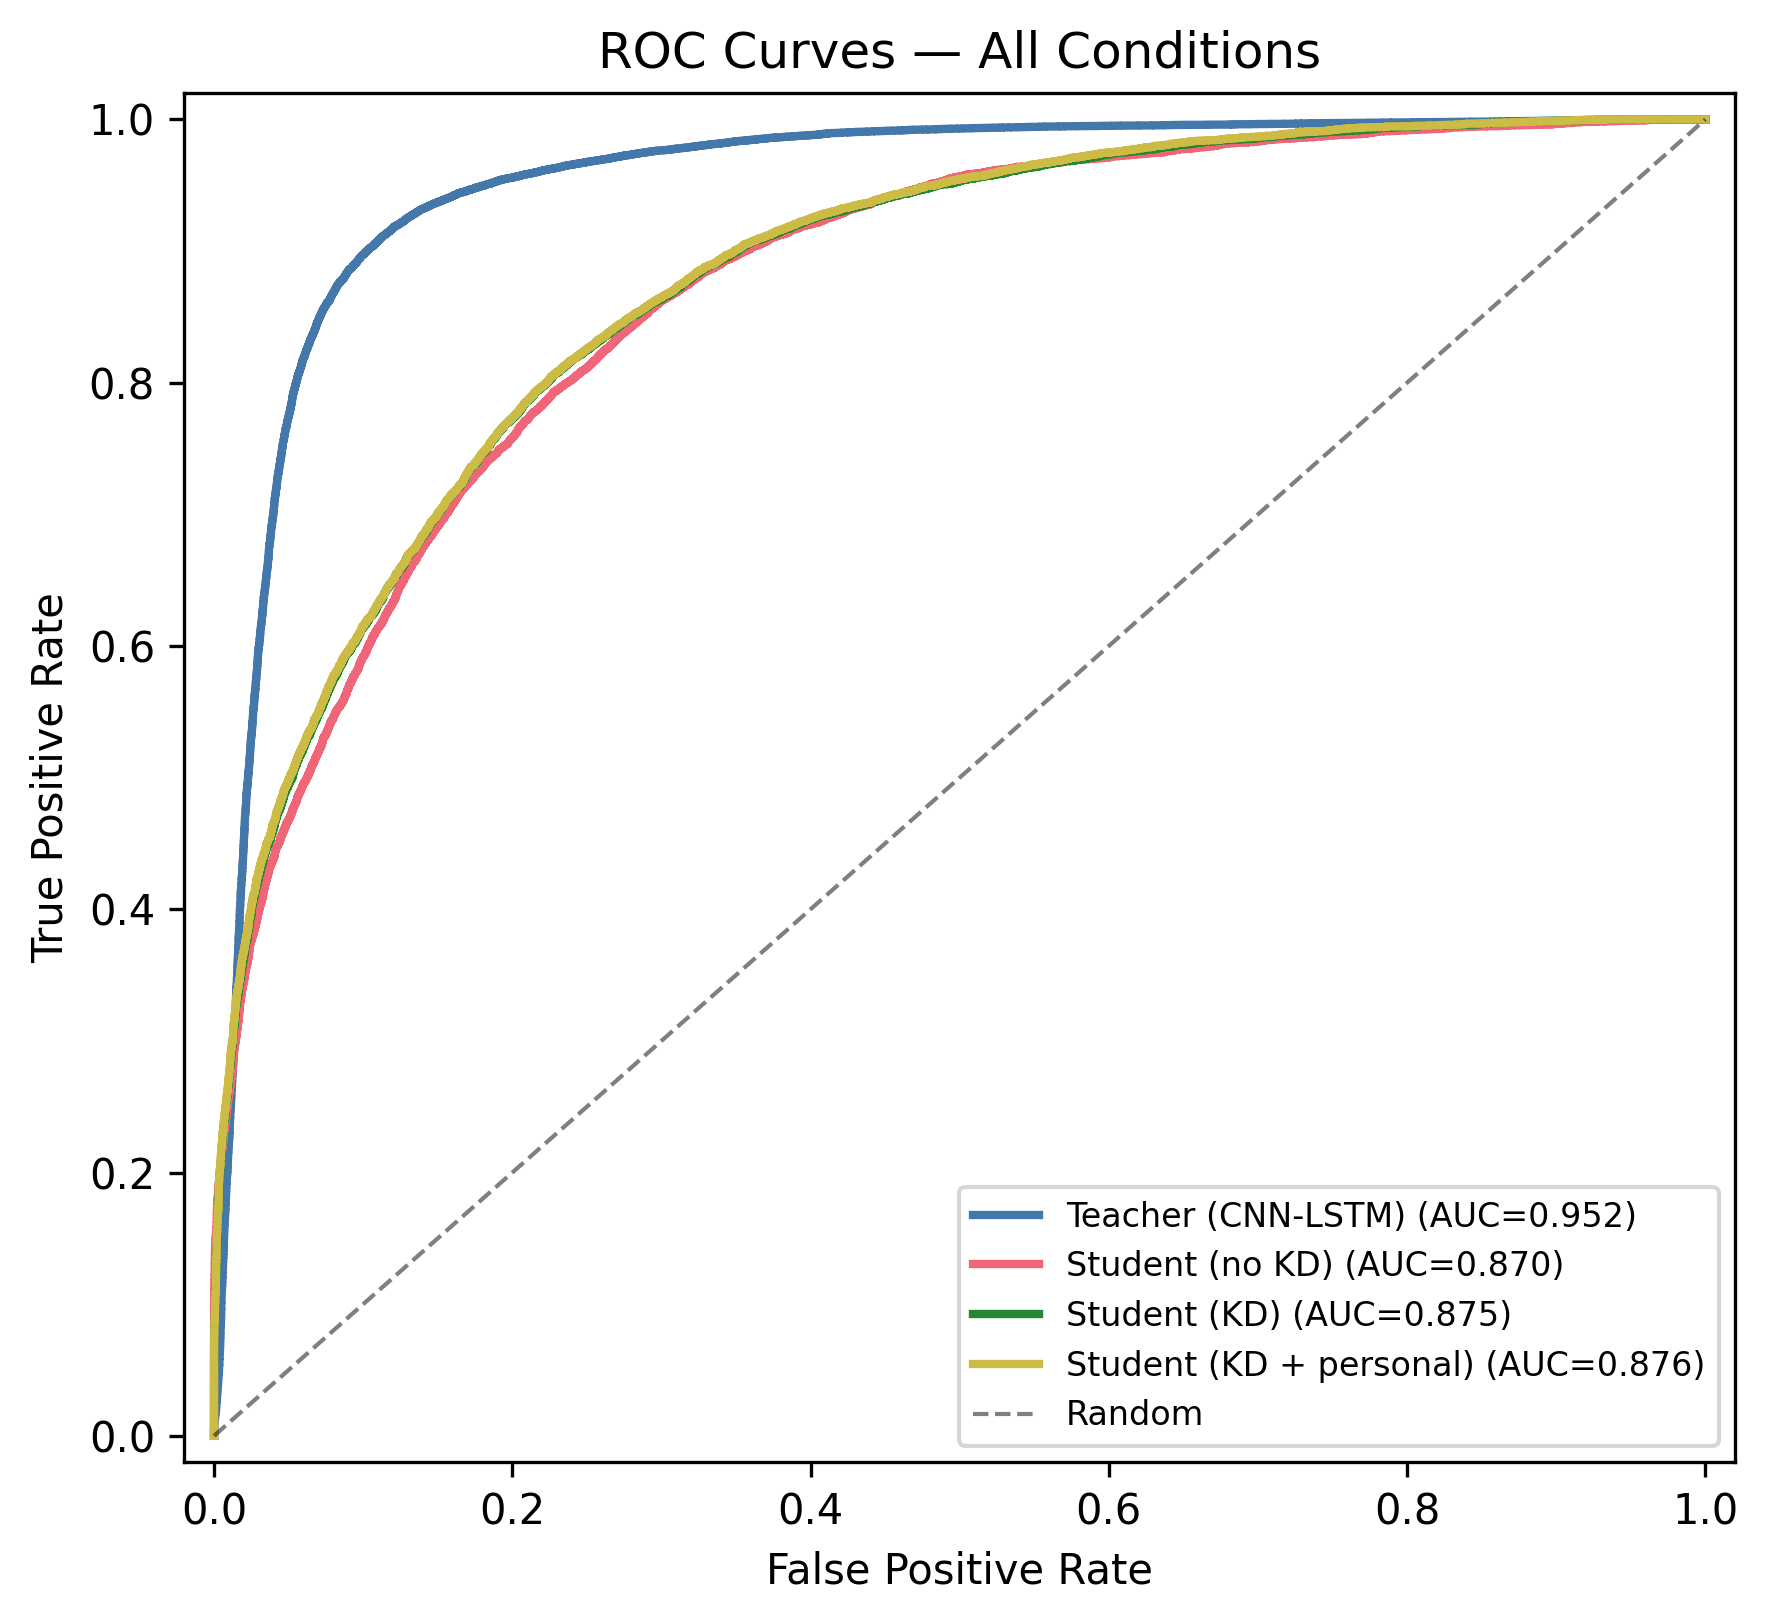 ROC Curves — All Conditions
True Positive Rate
1.0
0.8
0.6
0.4
0.2
0.0
Teacher (CNN-LSTM) (AUC=0.952)
Student (no KD) (AUC=0.870)
Student (KD) (AUC=0.875)
Student (KD + personal) (AUC=0.876)
Random
0.0 0.2 0.4 0.6 0.8 1.0
False Positive Rate